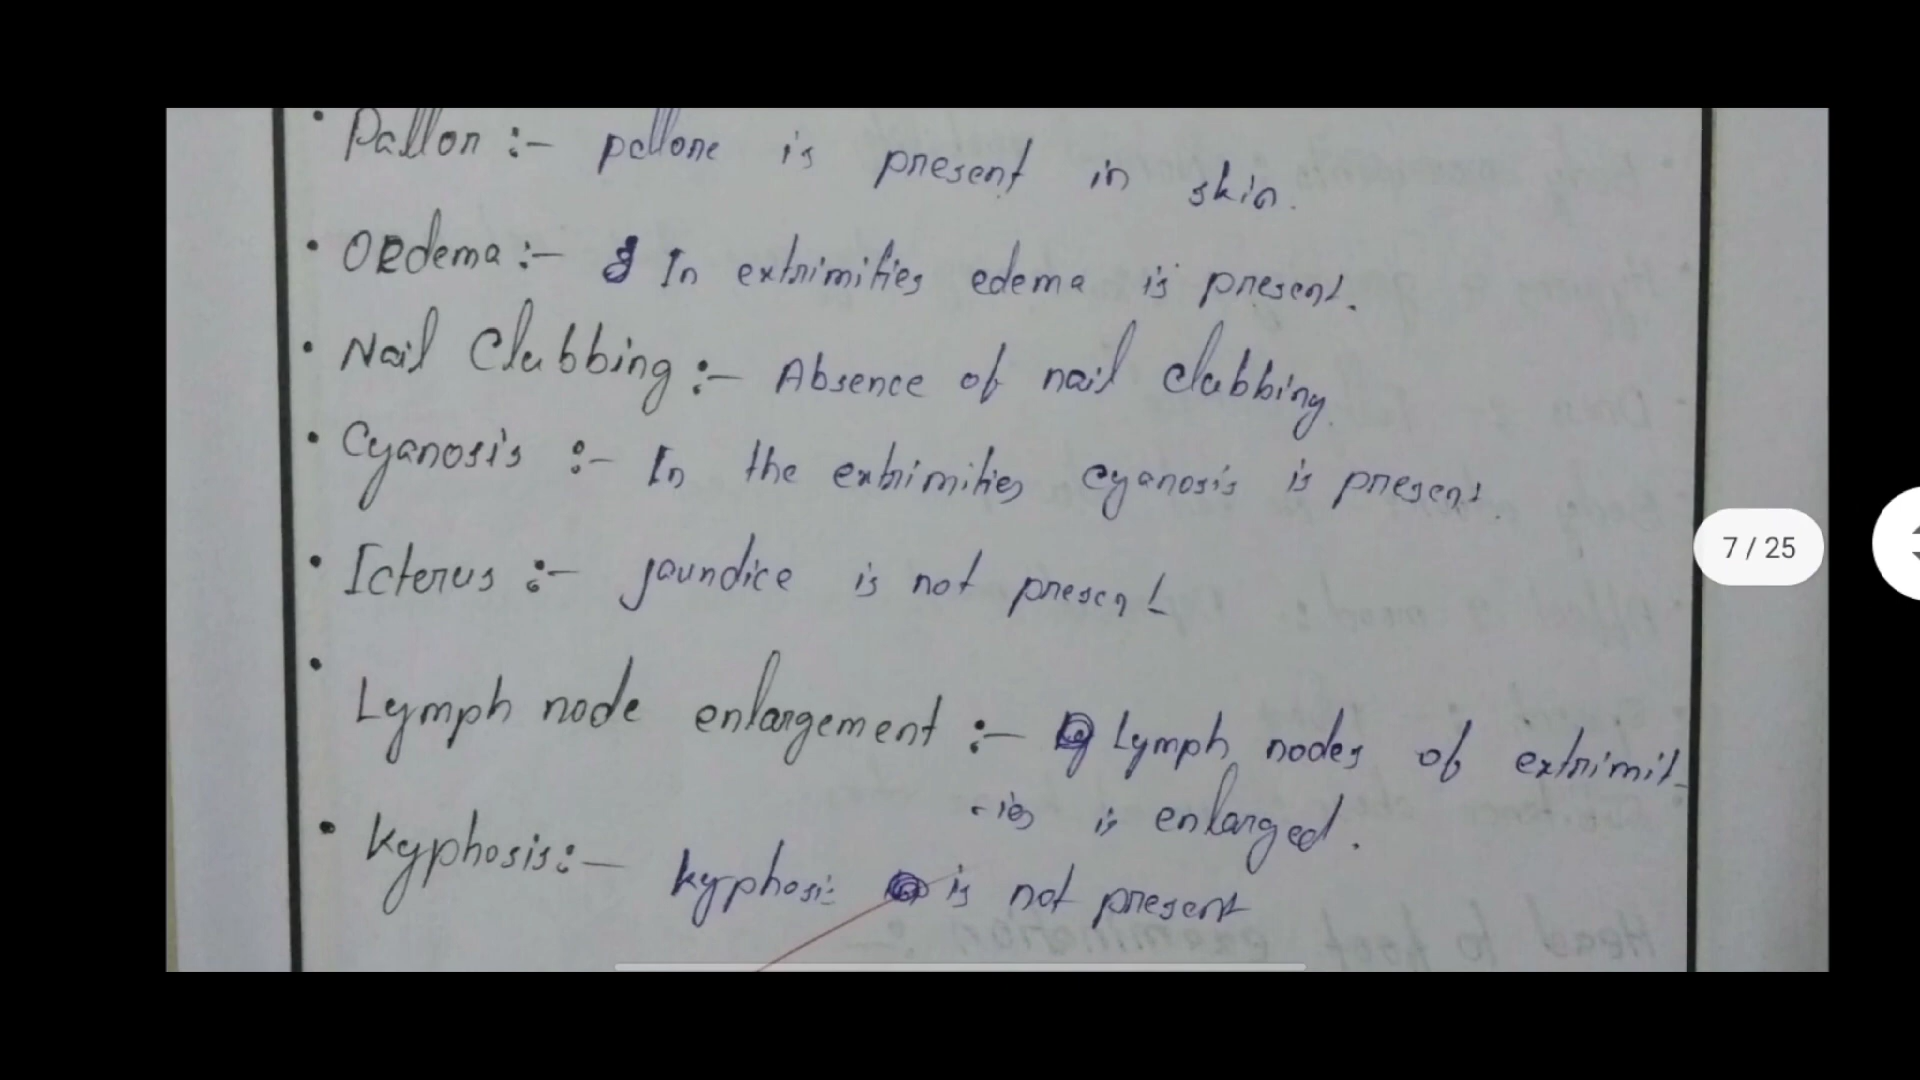 • Pallor :- pallore is present in skin.
• OEdema :- In extrimities edema is present.
• Nail Clubbing :- Absence of nail clubbing.
• Cyanosis :- In the extrimities cyanosis is present.
• Icterus :- jaundice is not present
• Lymph node enlargement :- Lymph nodes of extrimit-
-ies is enlarged.
• Kyphosis :- kyphosis is not present
7 / 25